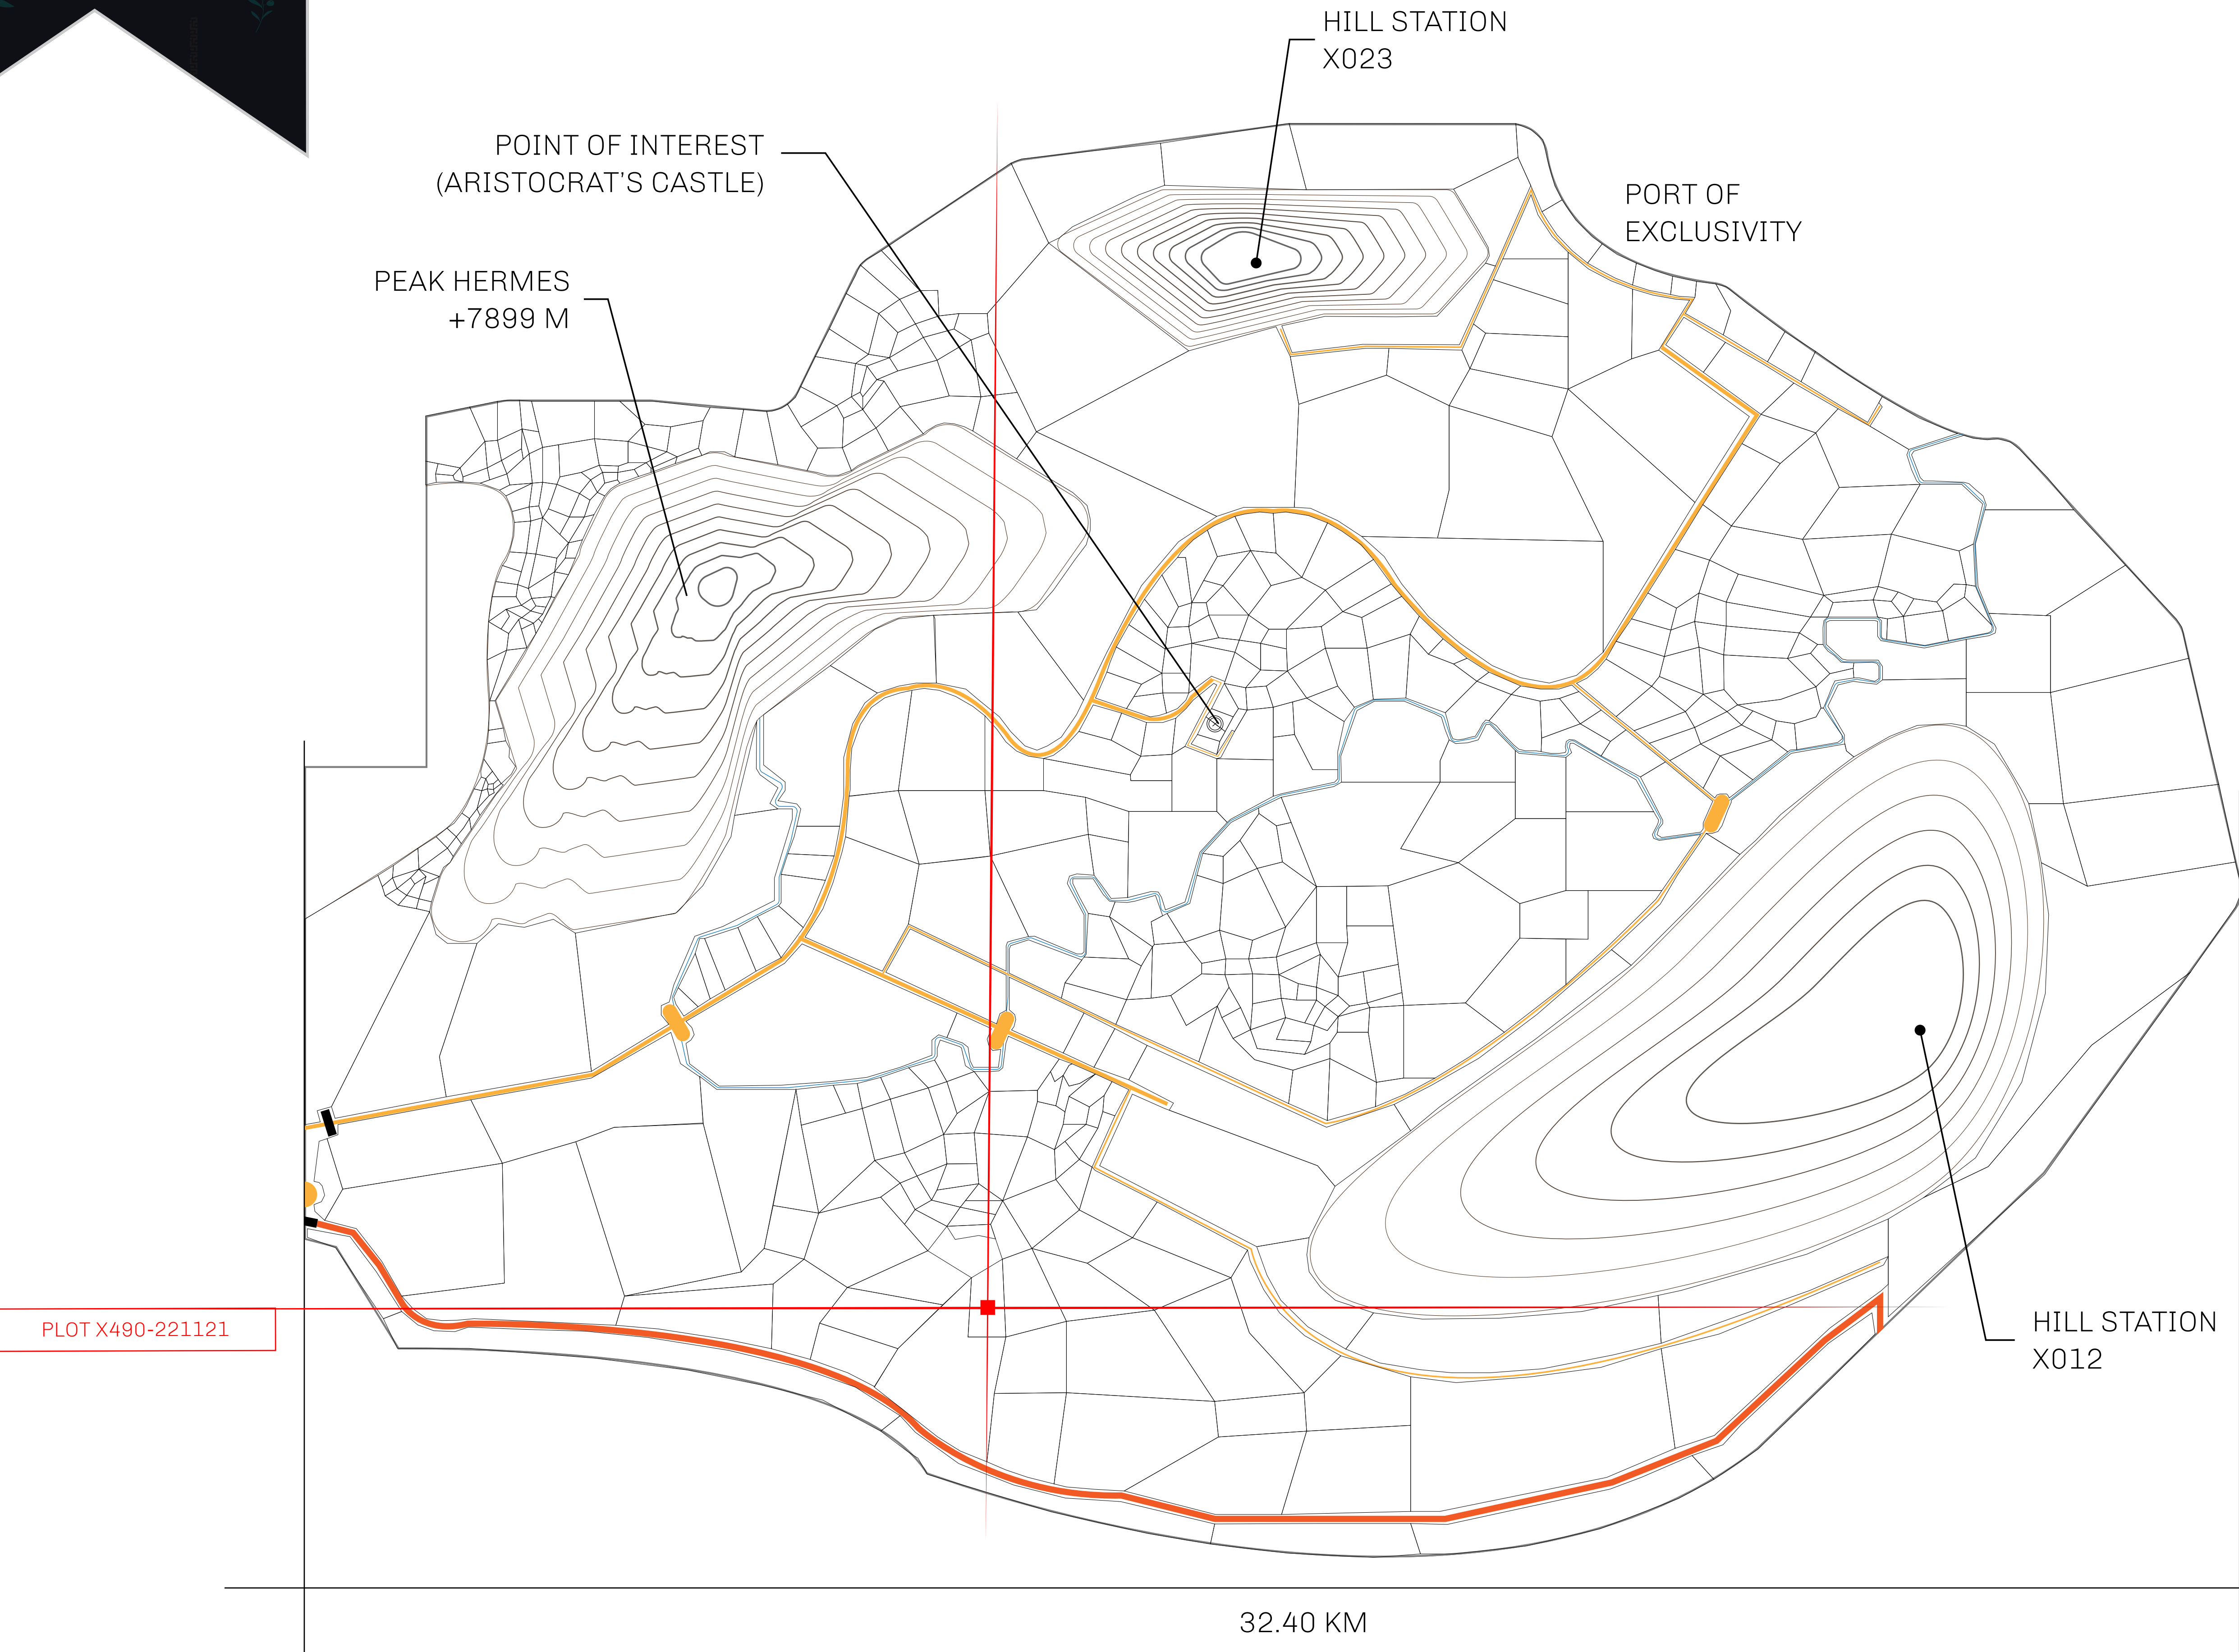 HILL STATION
X023
POINT OF INTEREST
(ARISTOCRAT'S CASTLE)
PORT OF
EXCLUSIVITY
PEAK HERMES
+7899 M
PLOT X490-221121
HILL STATION
X012
32.40 KM